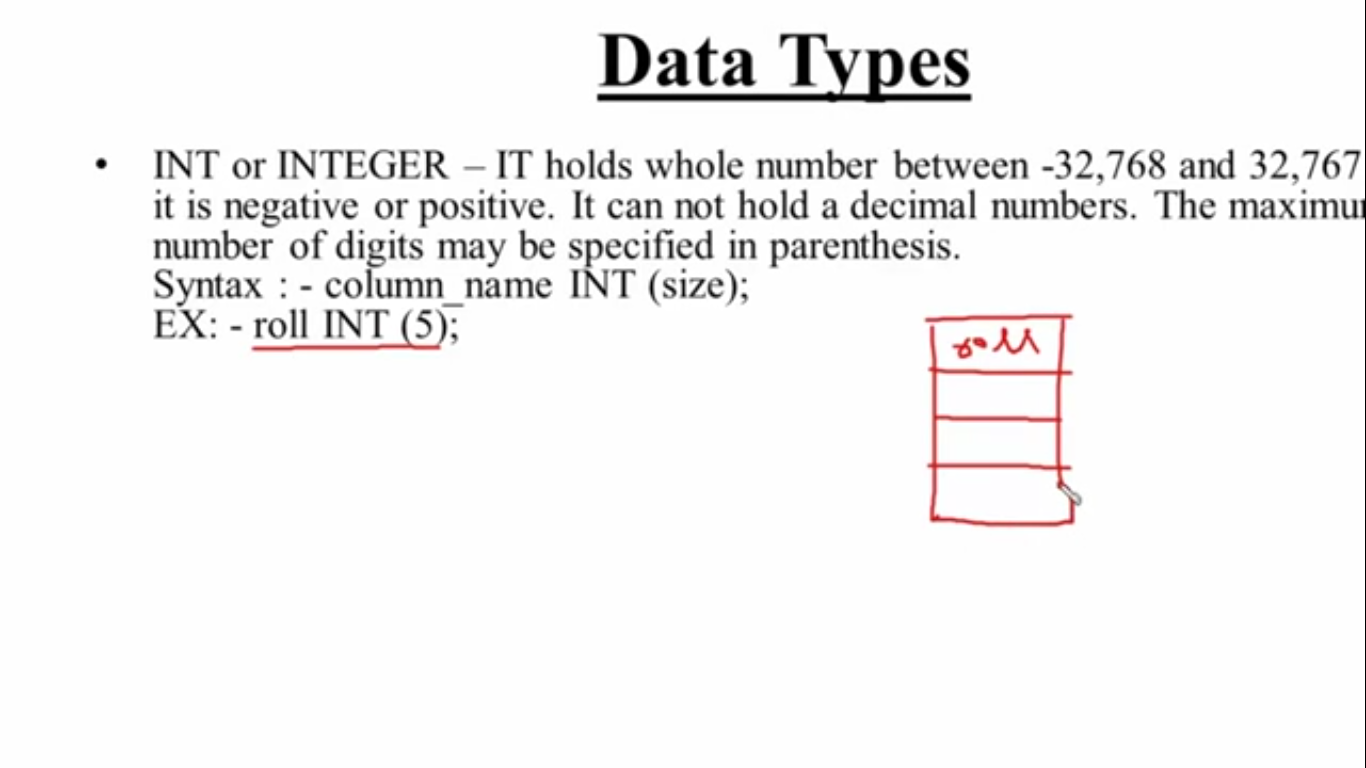 Data Types
• INT or INTEGER – IT holds whole number between -32,768 and 32,767
it is negative or positive. It can not hold a decimal numbers. The maximu
number of digits may be specified in parenthesis.
Syntax : - column_name INT (size);
EX: - roll INT (5);
roll